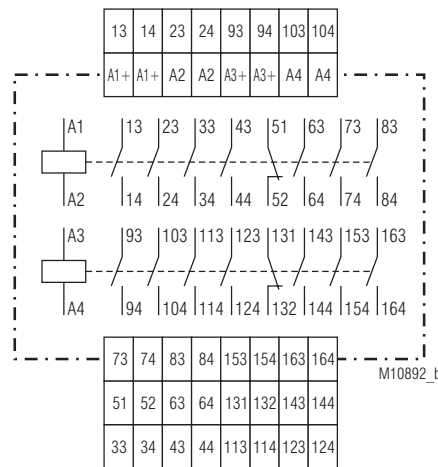 13 14 23 24 93 94 103 104
A1+ A1+ A2 A2 A3+ A3+ A4 A4
A1 13 23 33 43 51 63 73 83
A2 14 24 34 44 52 64 74 84
A3 93 103 113 123 131 143 153 163
A4 94 104 114 124 132 144 154 164
73 74 83 84 153 154 163 164
M10892_b
51 52 63 64 131 132 143 144
33 34 43 44 113 114 123 124